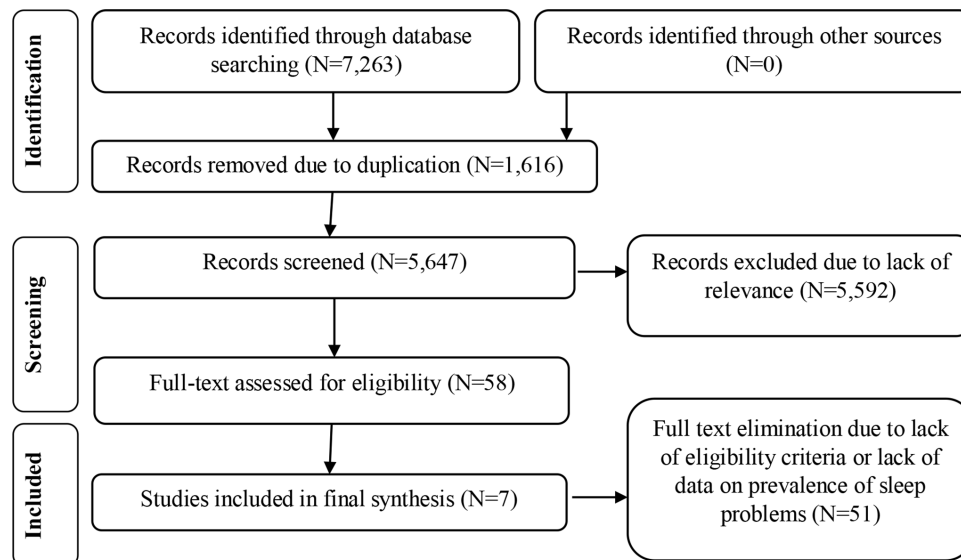 Identification
Records identified through database
searching (N=7,263)
Records identified through other sources
(N=0)
Records removed due to duplication (N=1,616)
Screening
Records screened (N=5,647)
Records excluded due to lack of
relevance (N=5,592)
Full-text assessed for eligibility (N=58)
Included
Full text elimination due to lack
of eligibility criteria or lack of
data on prevalence of sleep
problems (N=51)
Studies included in final synthesis (N=7)